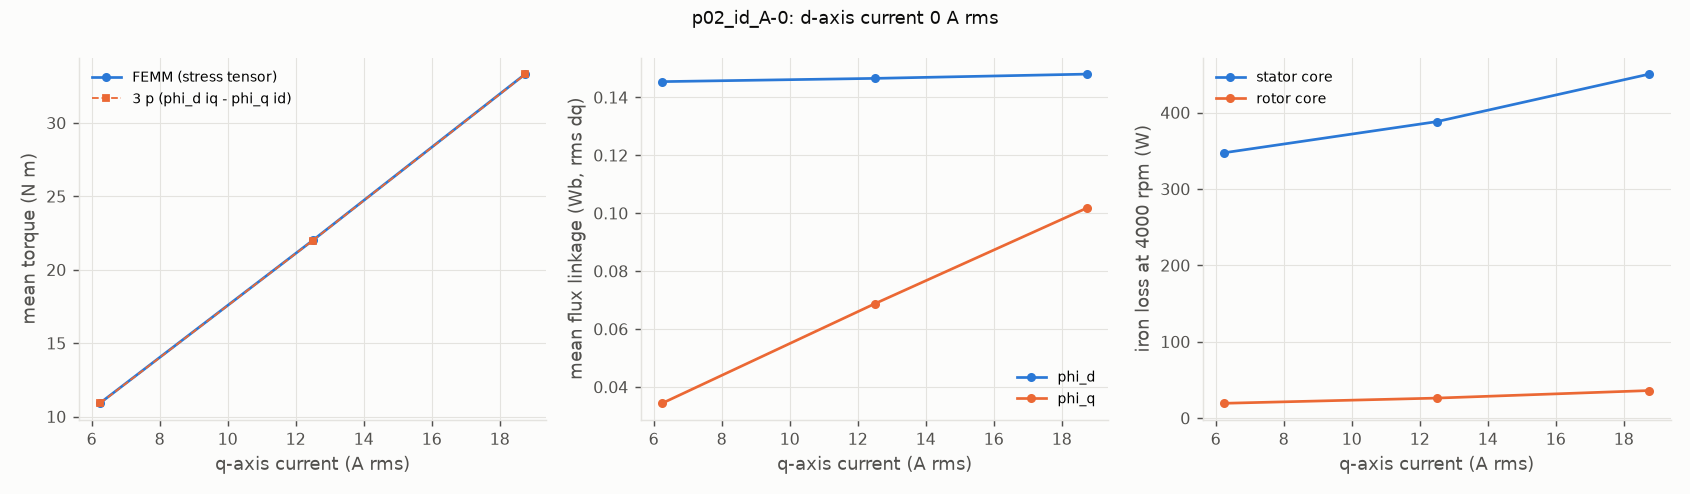 p02_id_A-0: d-axis current 0 A rms
mean torque (N m)
30
25
20
15
10
FEMM (stress tensor)
3 p (phi_d iq - phi_q id)
6 8 10 12 14 16 18
q-axis current (A rms)
mean flux linkage (Wb, rms dq)
0.14
0.12
0.10
0.08
0.06
0.04
phi_d
phi_q
6 8 10 12 14 16 18
q-axis current (A rms)
iron loss at 4000 rpm (W)
400
300
200
100
0
stator core
rotor core
6 8 10 12 14 16 18
q-axis current (A rms)